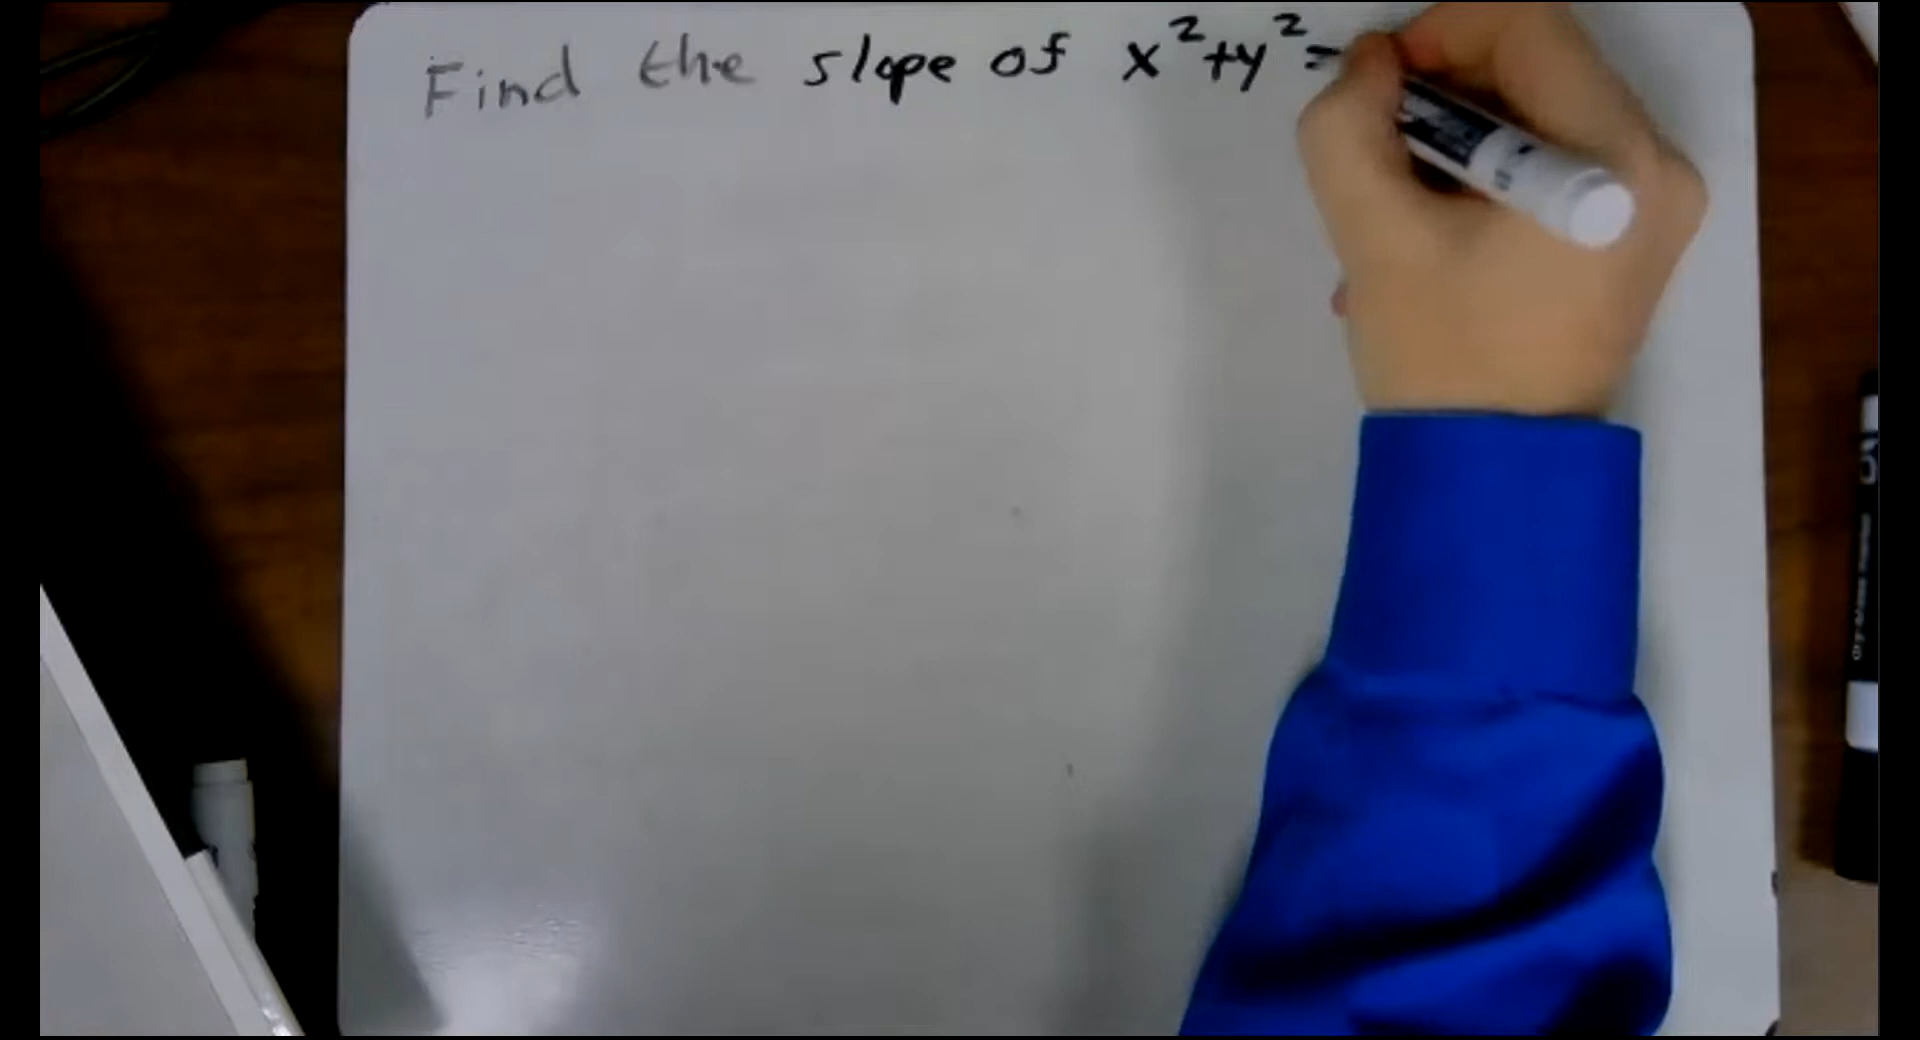 Find the slope of x²+y²=